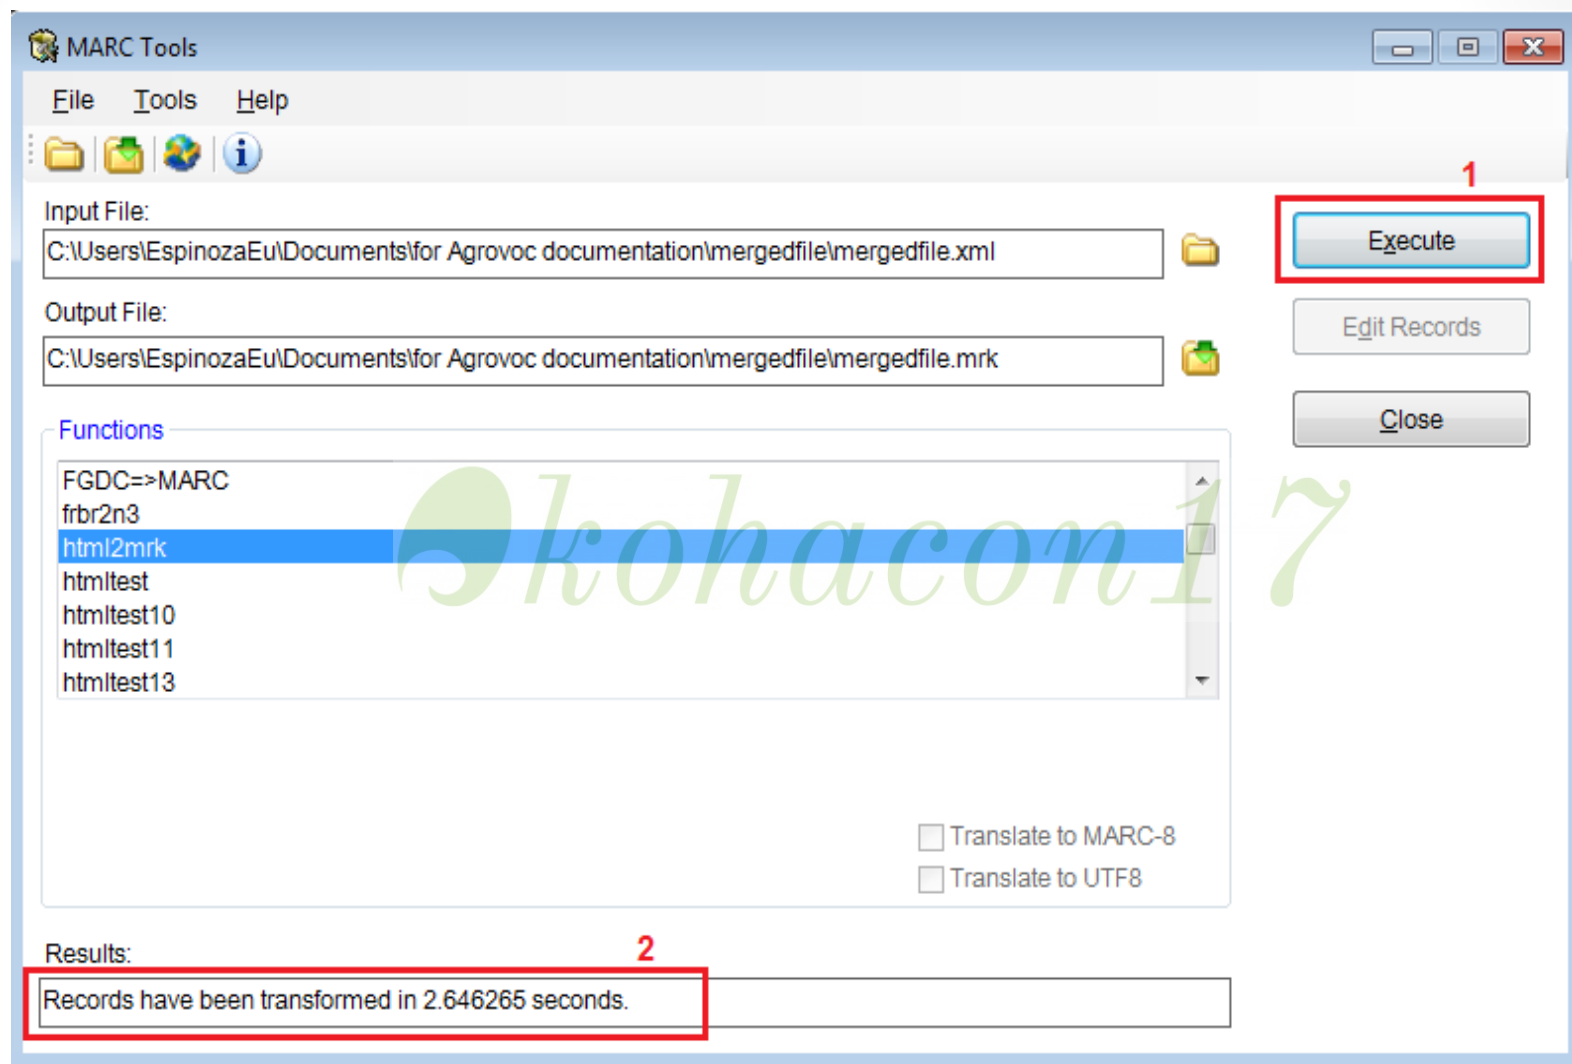 MARC Tools
File Tools Help
1
Input File:
C:\Users\EspinozaEu\Documents\for Agrovoc documentation\mergedfile\mergedfile.xml
Execute
Output File:
Edit Records
C:\Users\EspinozaEu\Documents\for Agrovoc documentation\mergedfile\mergedfile.mrk
Close
Functions
FGDC=>MARC
frbr2n3
html2mrk
htmltest
htmltest10
htmltest11
htmltest13
kohacon17
Translate to MARC-8
Translate to UTF8
Results:
2
Records have been transformed in 2.646265 seconds.